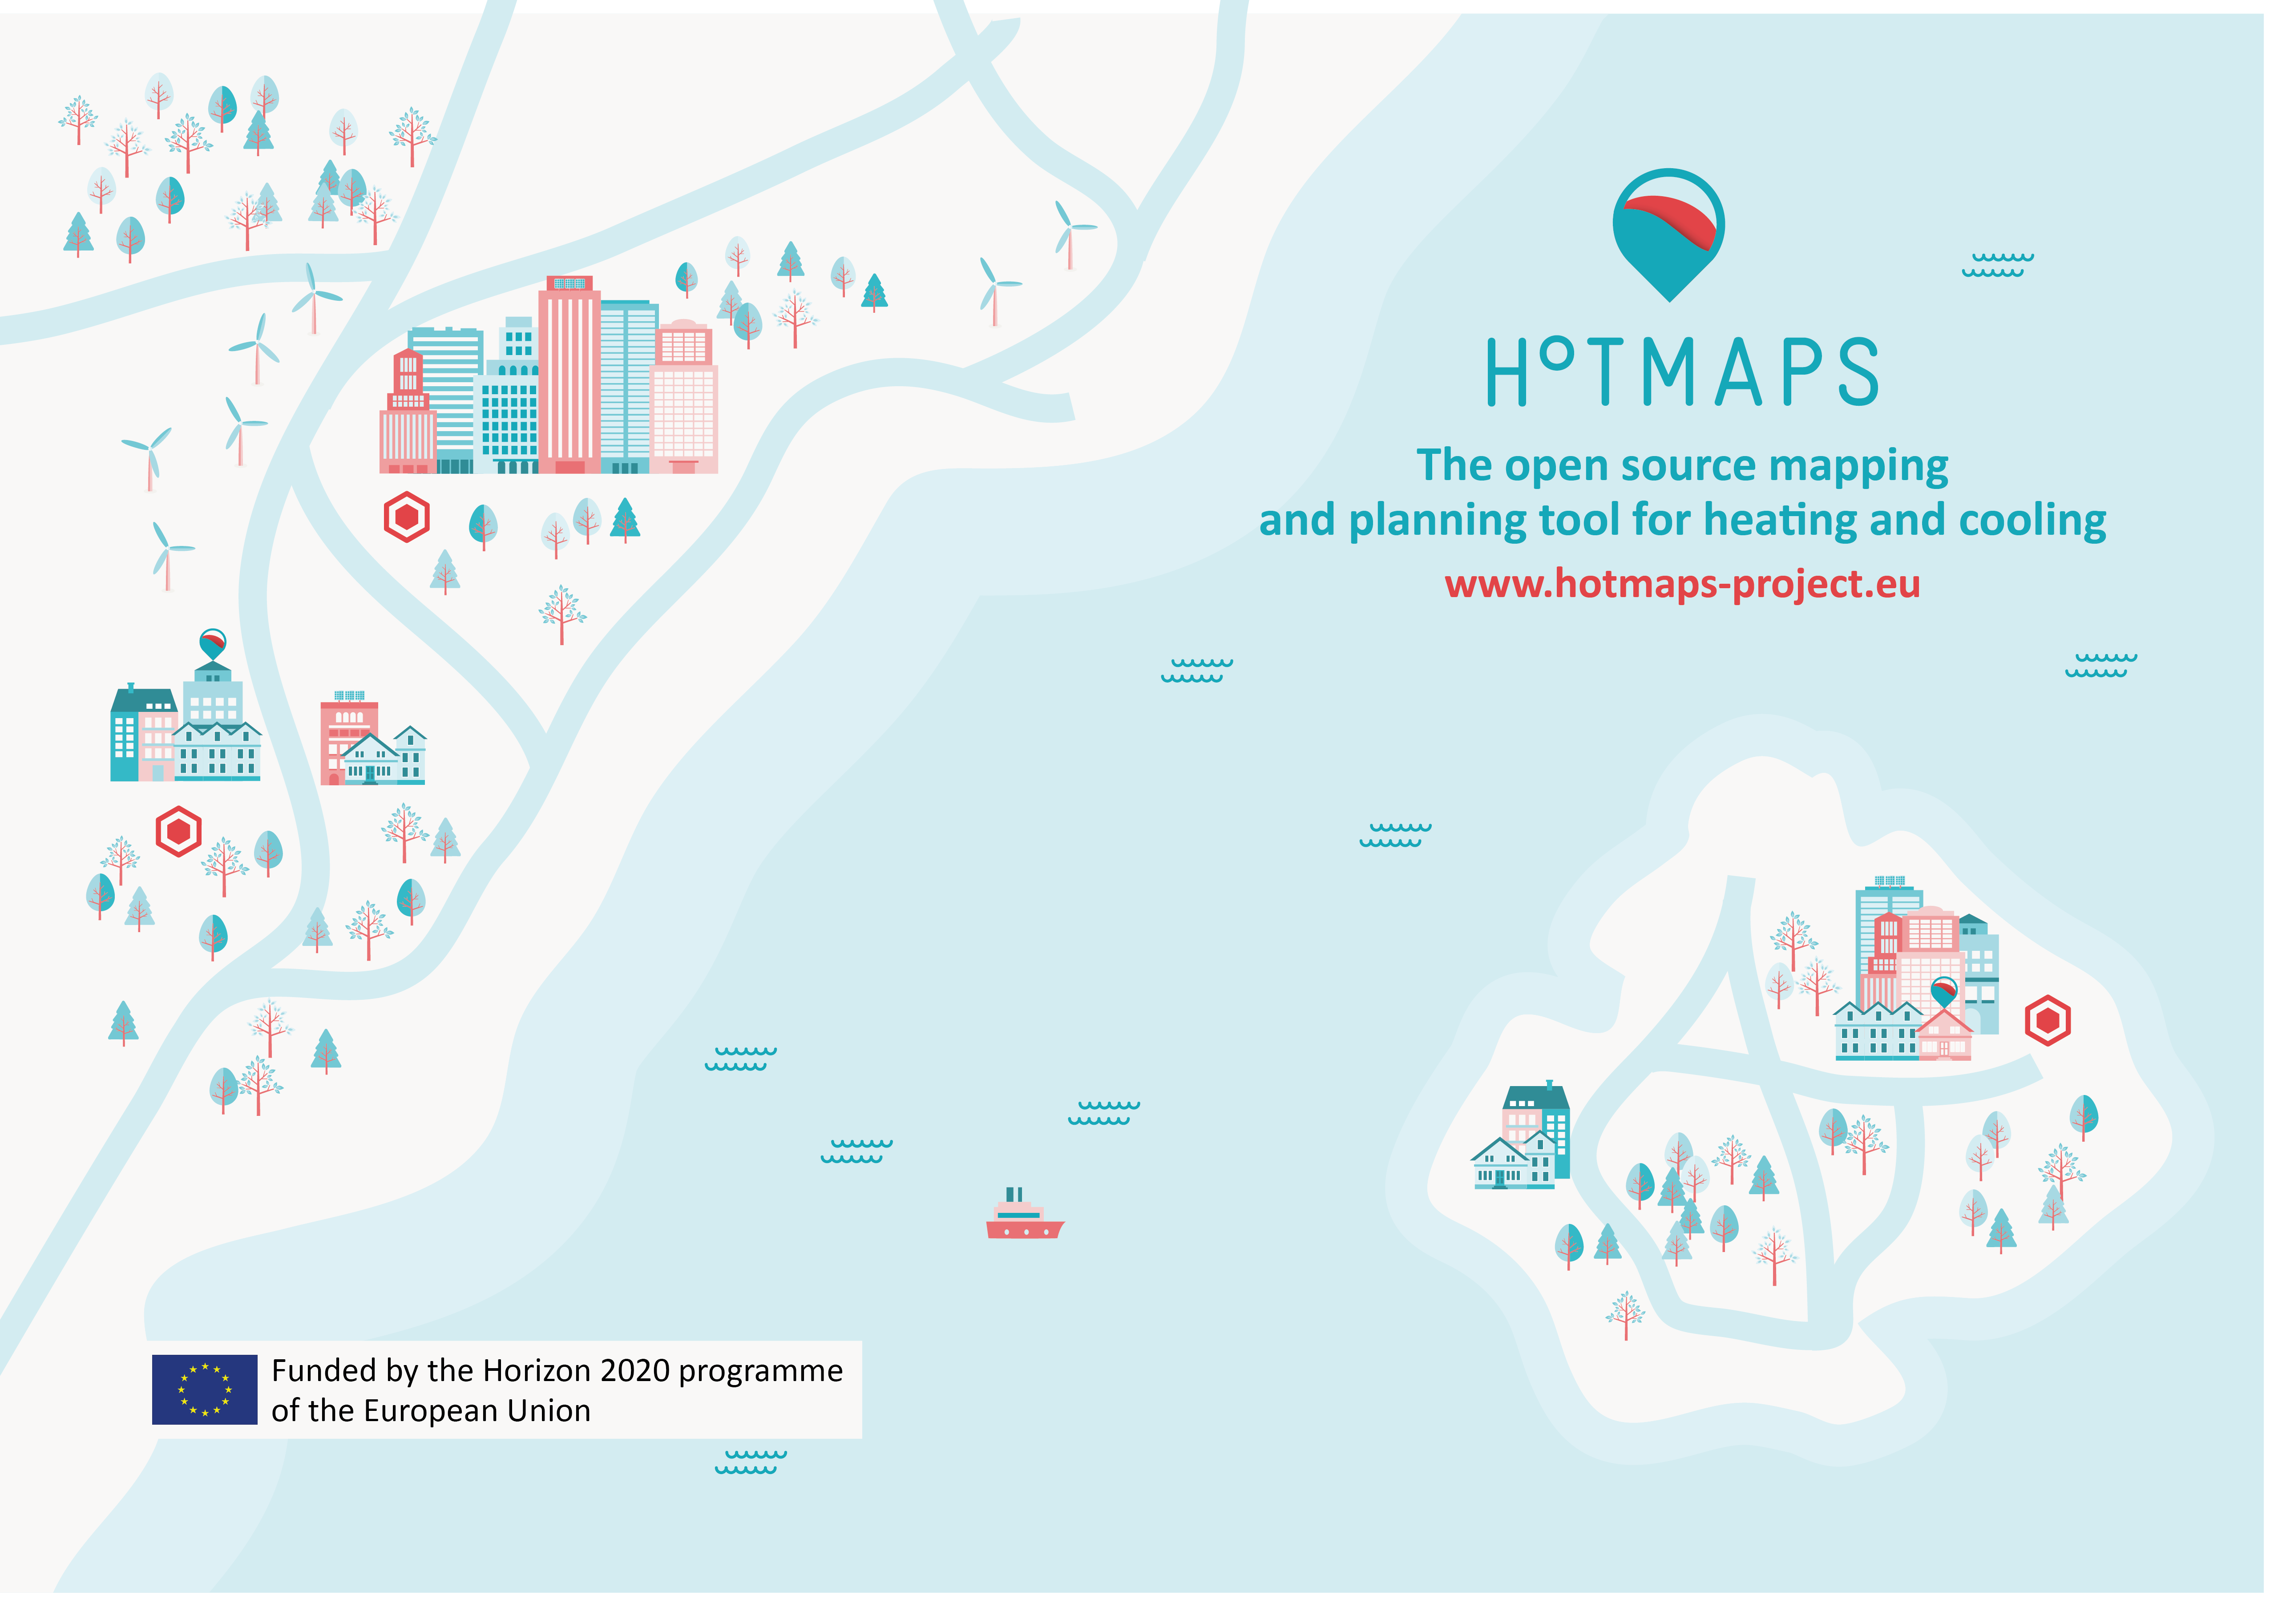 HOTMAPS
The open source mapping
and planning tool for heating and cooling
www.hotmaps-project.eu
Funded by the Horizon 2020 programme
of the European Union